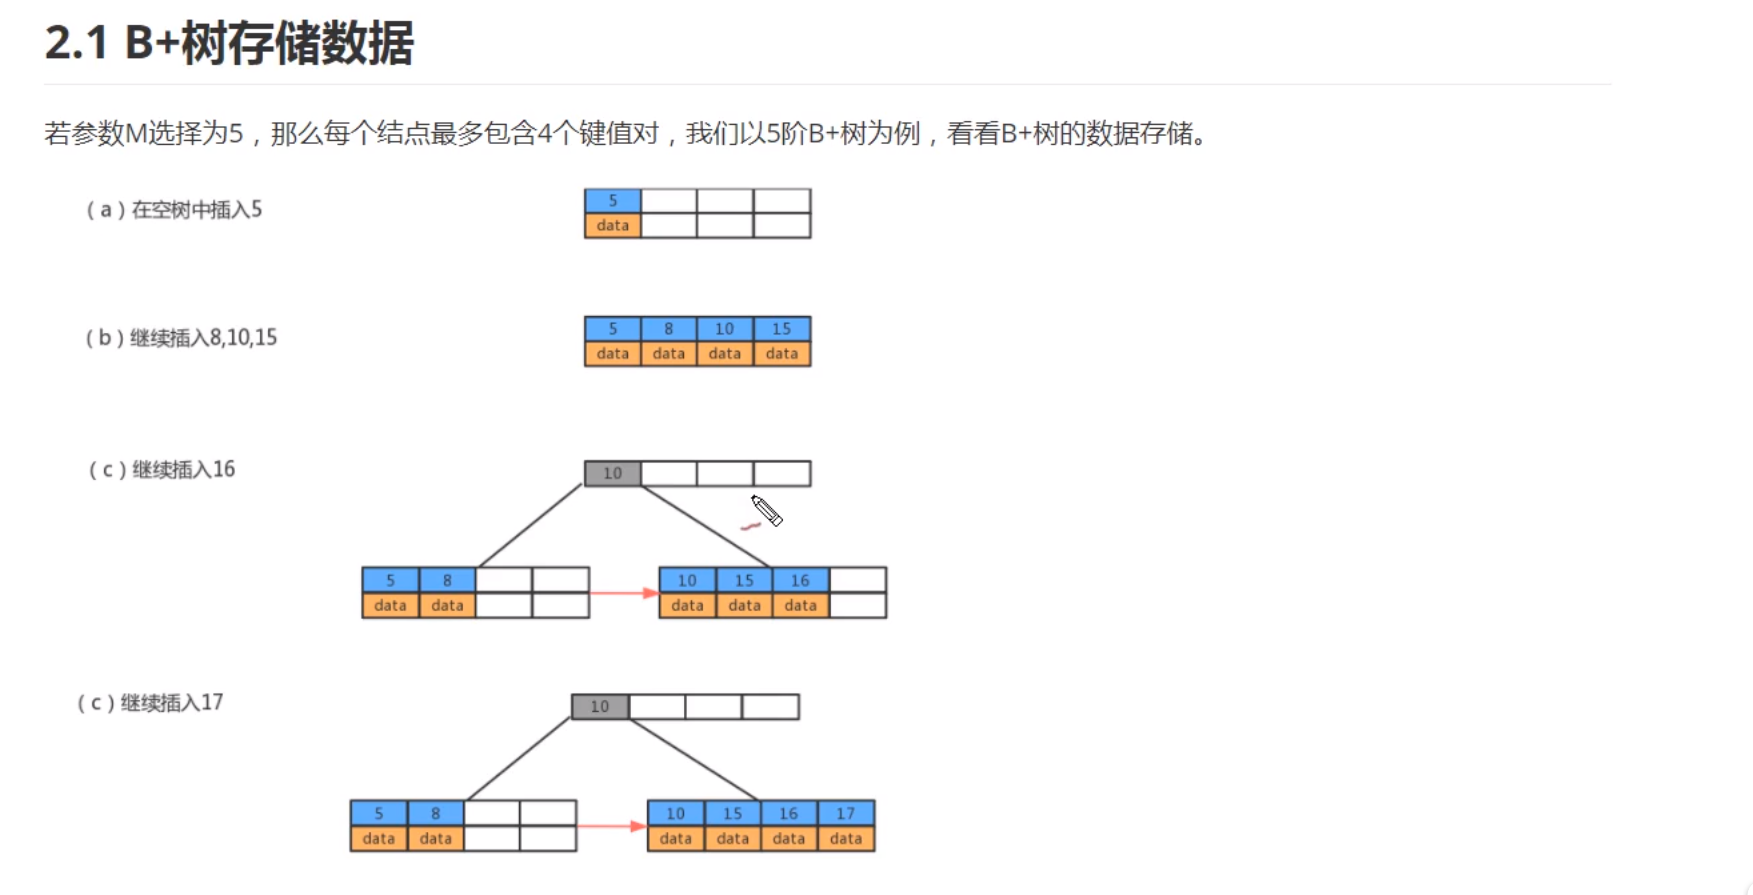 2.1 B+树存储数据
若参数M选择为5，那么每个结点最多包含4个键值对，我们以5阶B+树为例，看看B+树的数据存储。
（a）在空树中插入5
5
data
（b）继续插入8,10,15
5 8 10 15
data data data data
（c）继续插入16
10
5 8 10 15 16
data data data data data
（c）继续插入17
10
5 8 10 15 16 17
data data data data data data